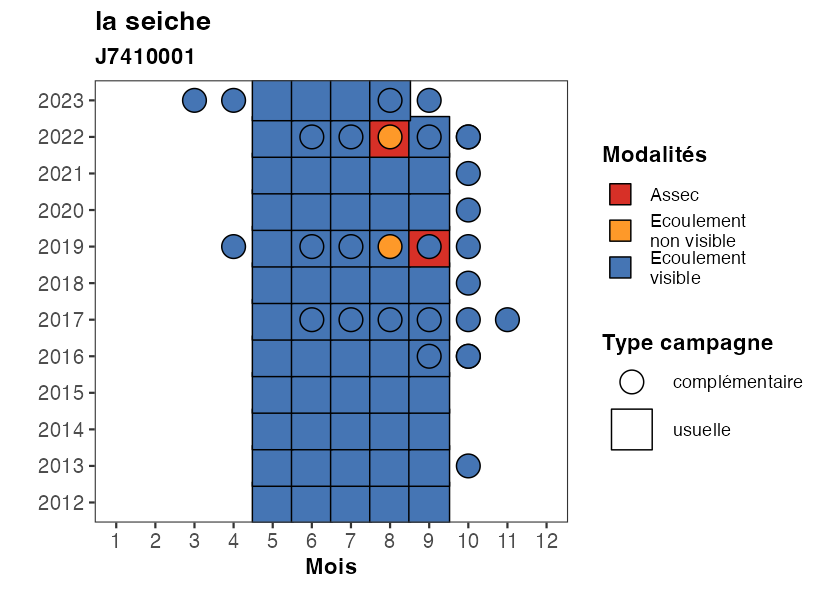 la seiche
J7410001
2023
2022
2021
2020
2019
2018
2017
2016
2015
2014
2013
2012
1 2 3 4 5 6 7 8 9 10 11 12
Mois
Modalités
Assec
Ecoulement
non visible
Ecoulement
visible
Type campagne
complémentaire
usuelle